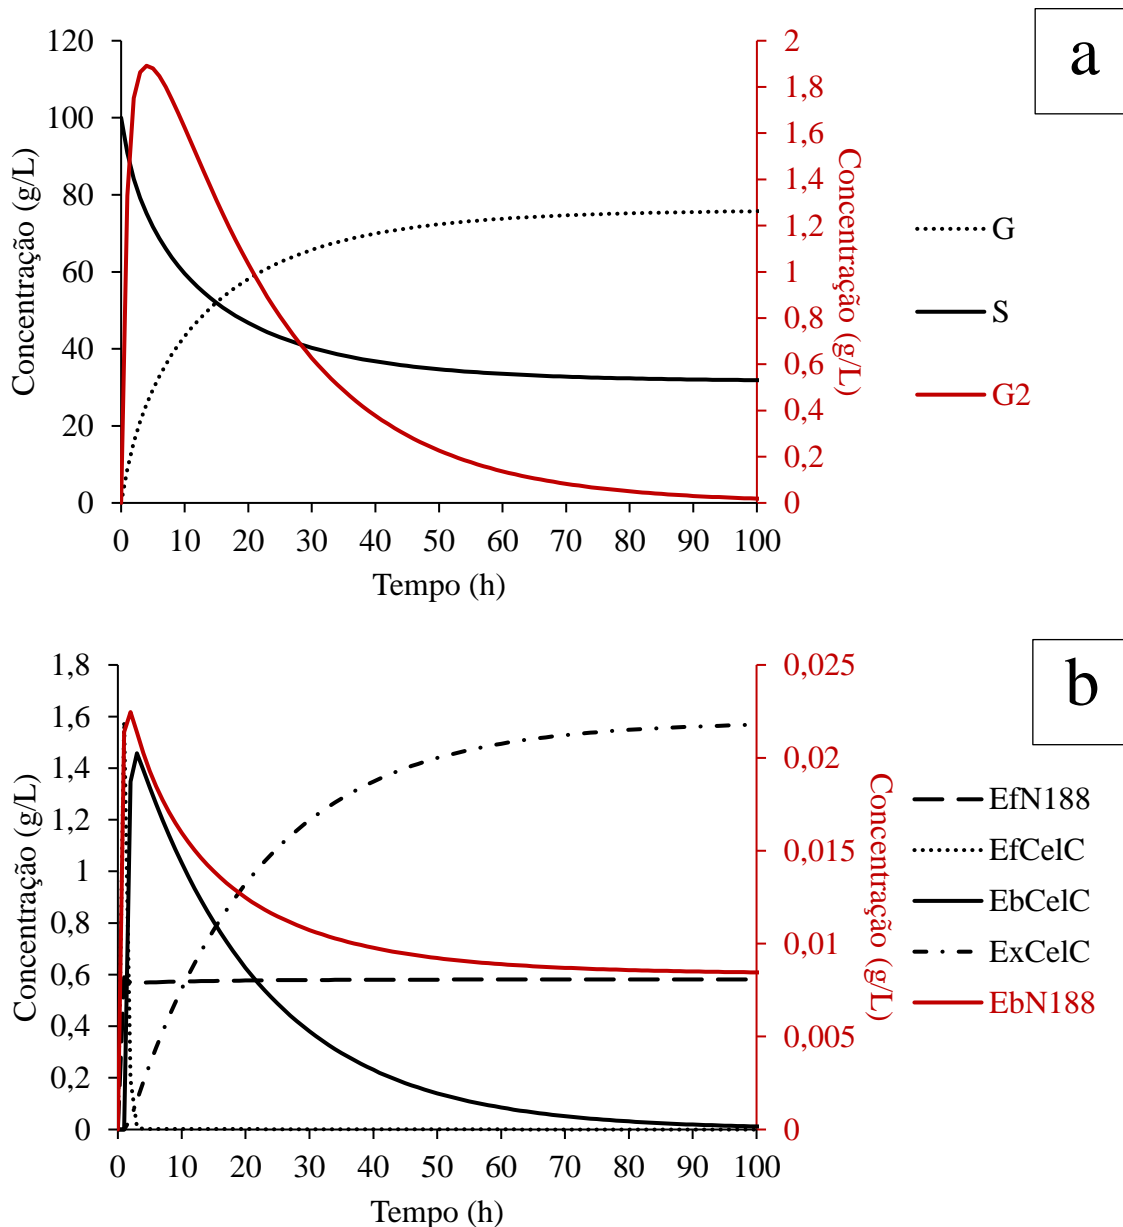 a
120
100
80
60
40
20
0
Concentração (g/L)
2
1,8
1,6
1,4
1,2
1
0,8
0,6
0,4
0,2
0
Concentração (g/L)
0 10 20 30 40 50 60 70 80 90 100
Tempo (h)
G
S
G2
b
1,8
1,6
1,4
1,2
1
0,8
0,6
0,4
0,2
0
Concentração (g/L)
0,025
0,02
0,015
0,01
0,005
0
Concentração (g/L)
0 10 20 30 40 50 60 70 80 90 100
Tempo (h)
EfN188
EfCelC
EbCelC
ExCelC
EbN188